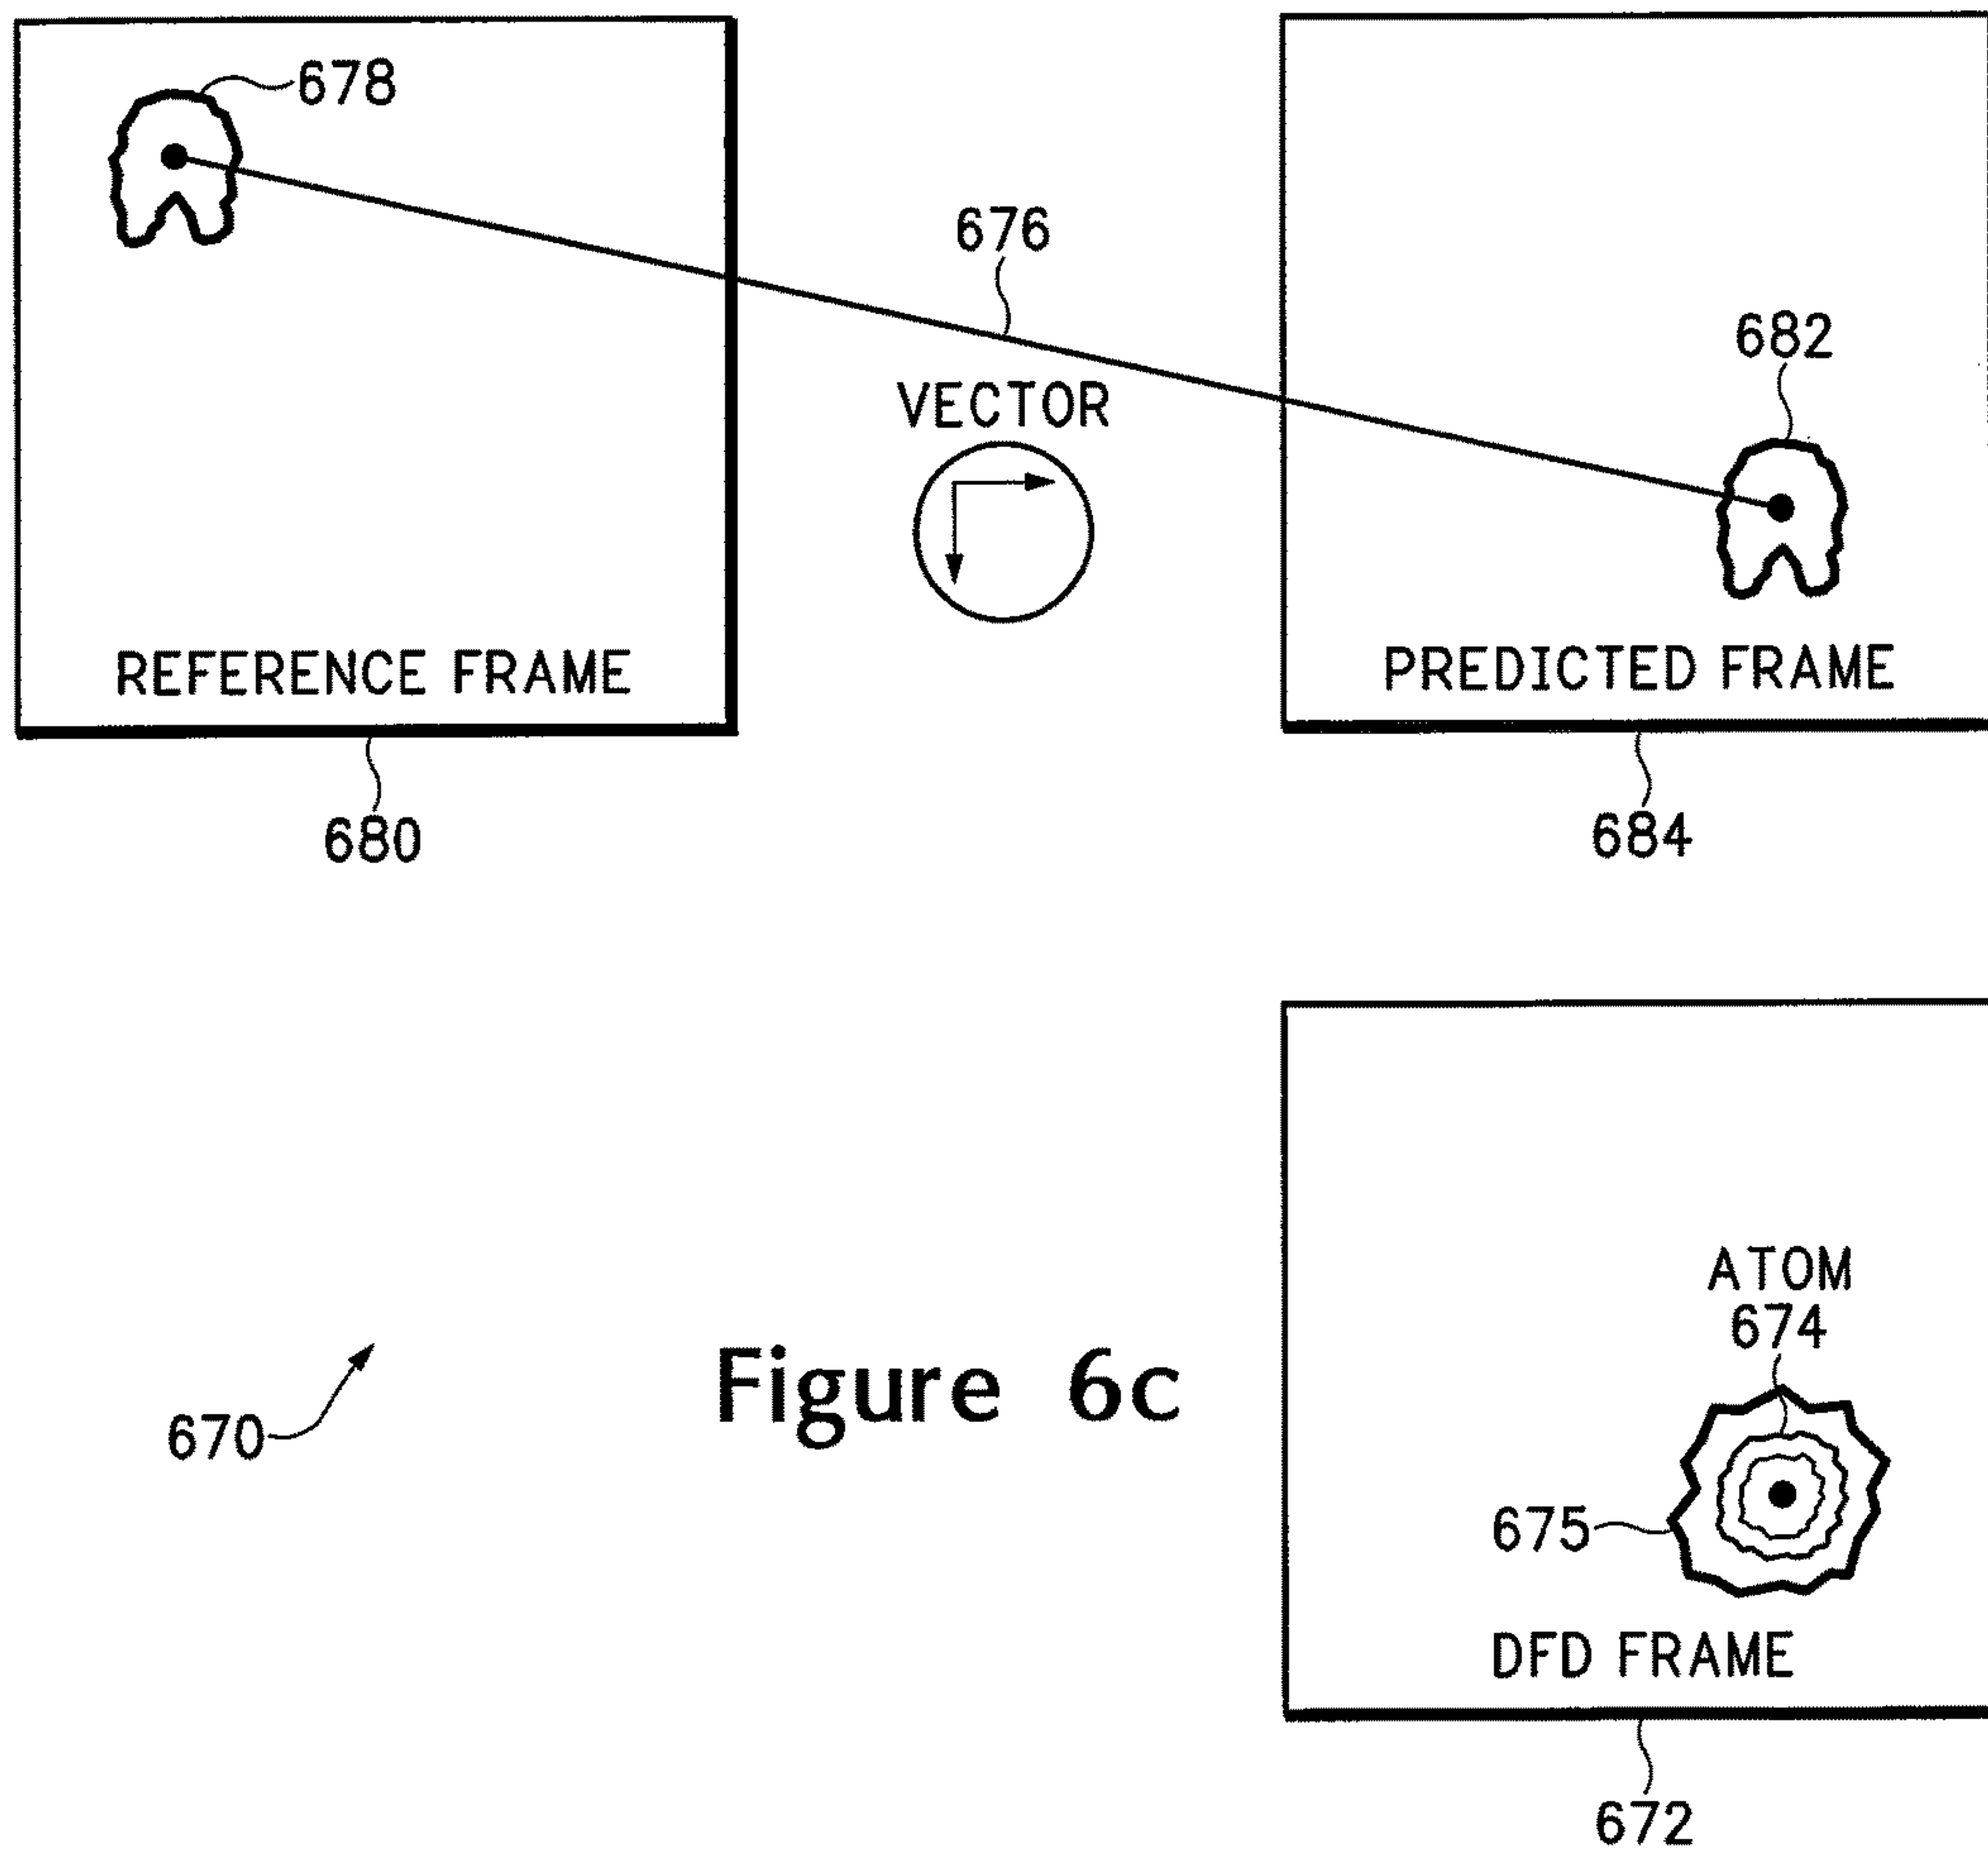 678
676
682
VECTOR
REFERENCE FRAME
PREDICTED FRAME
680
684
ATOM
674
Figure 6c
670
675
DFD FRAME
672